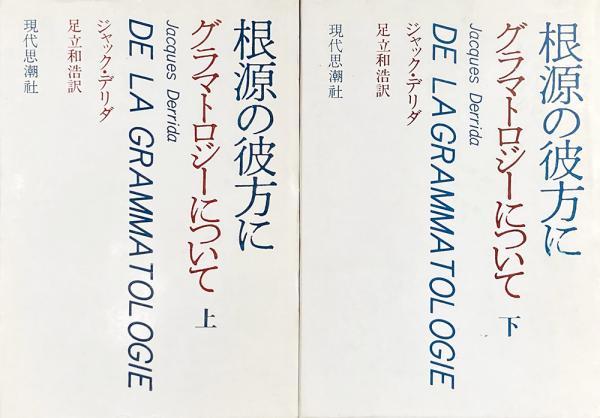 根源の彼方に
グラマトロジーについて 上
DE LA GRAMMATOLOGIE
Jacques Derrida
ジャック・デリダ
足立和浩訳
現代思潮社
根源の彼方に
グラマトロジーについて 下
DE LA GRAMMATOLOGIE
Jacques Derrida
ジャック・デリダ
足立和浩訳
現代思潮社